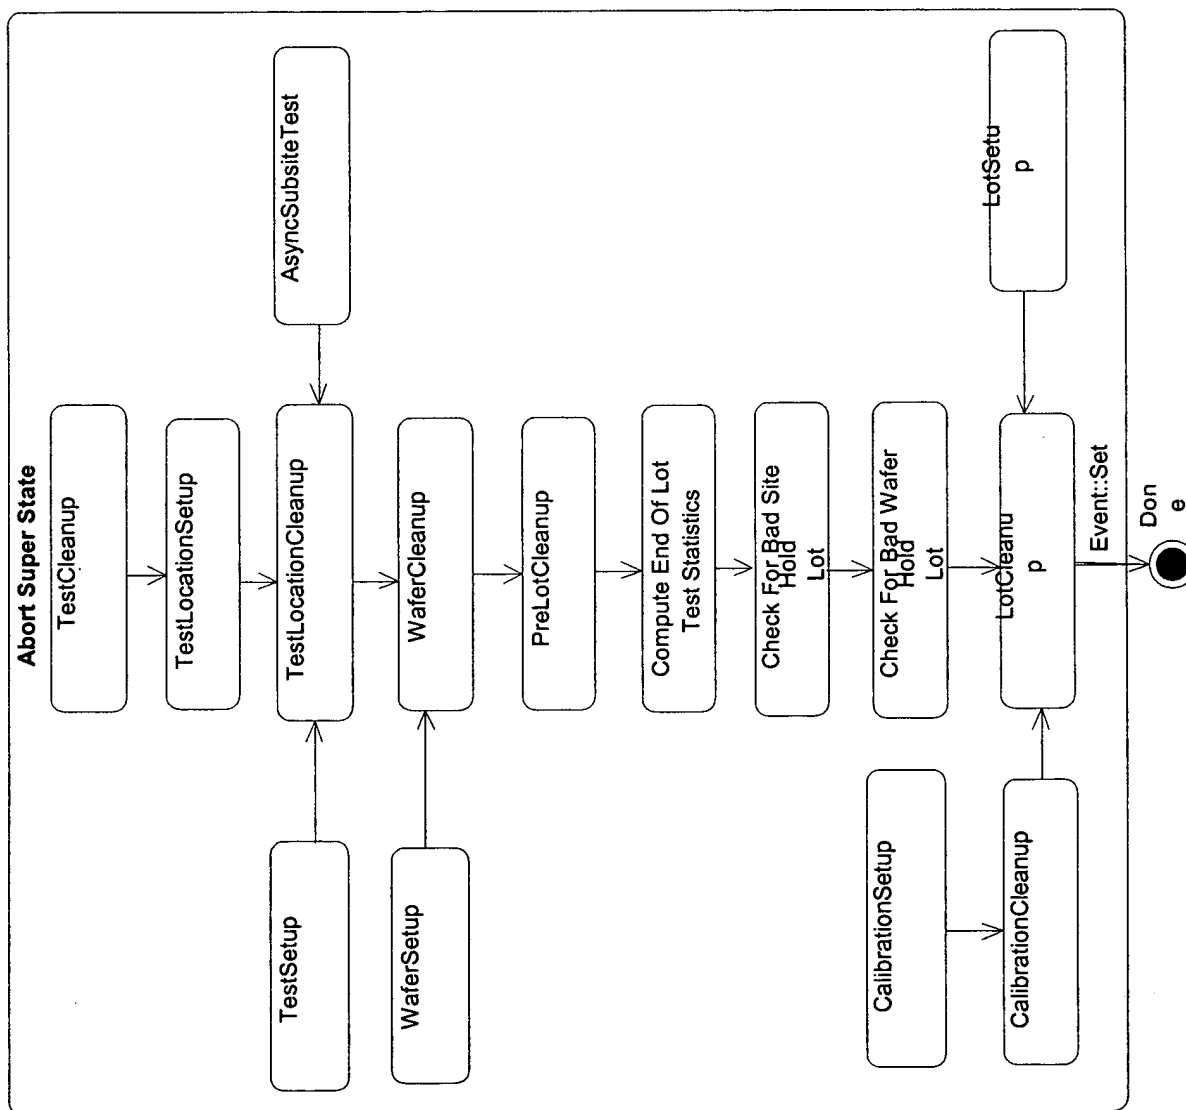 Abort Super State
TestCleanup
TestLocationSetup
AsyncSubsiteTest
TestLocationCleanup
TestSetup
WaferCleanup
WaferSetup
PreLotCleanup
Compute End Of Lot
Test Statistics
Check For Bad Site
Hold
Lot
Check For Bad Wafer
Hold
Lot
CalibrationSetup
LotSetu
p
LotCleanu
p
CalibrationCleanup
Event::Set
Don
e